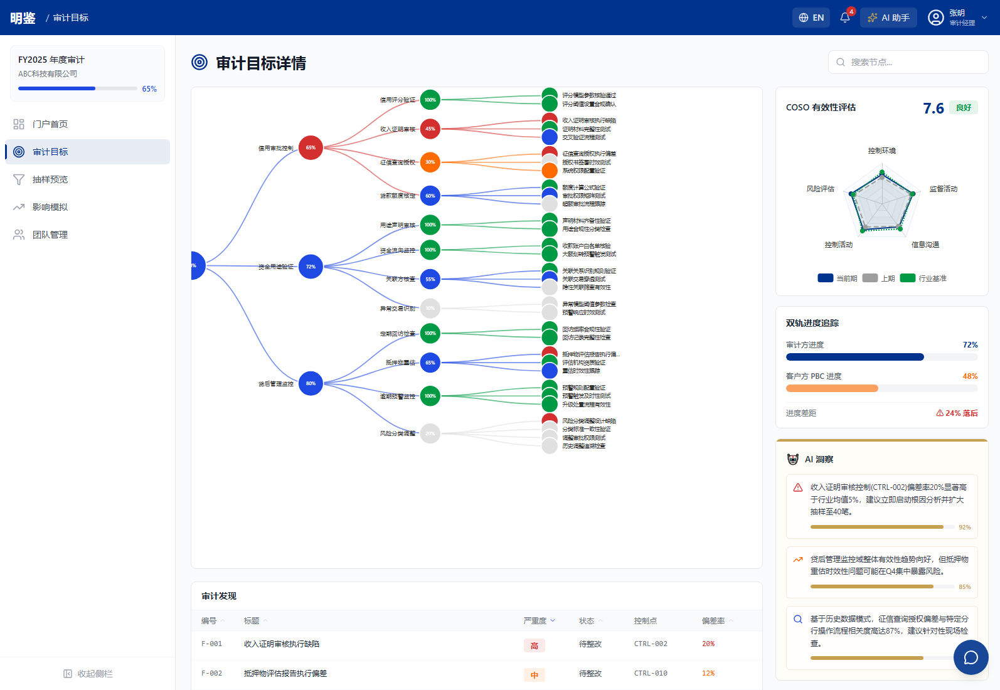 明鉴
/ 审计目标
EN
4
AI 助手
张明
审计经理
FY2025 年度审计
ABC科技有限公司
65%
门户首页
审计目标
抽样预览
影响模拟
团队管理
收起侧栏
审计目标详情
搜索节点...
信用审批控制
65%
资金用途验证
72%
贷后管理监控
80%
信用评分验证
100%
收入证明审核
45%
征信查询授权
30%
贷款额度核定
60%
用途声明审核
100%
资金流向监控
100%
关联方核查
55%
异常交易识别
10%
定期回访检查
100%
抵押物重估
65%
逾期预警监控
100%
风险分类调整
20%
评分模型参数核验通过
评分阈值设置合规确认
收入证明审核执行缺陷
证明材料完整性测试
交叉验证流程测试
征信查询授权执行偏差
授权书签署时效测试
系统权限配置验证
额度计算公式验证
审批权限矩阵测试
超额审批流程跟踪
声明材料齐备性验证
用途合规性分类检查
收款账户白名单核验
大额划转预警触发测试
关联关系识别规则验证
关联交易穿透测试
隐性关联筛查有效性
异常模型阈值参数检查
预警响应时效测试
回访频率合规性验证
回访记录完整性检查
抵押物评估报告执行偏...
评估机构资质验证
重估时效性跟踪
预警规则配置验证
预警触发及时性测试
升级处置流程有效性
风险分类调整设计缺陷
分类标准一致性验证
调整审批权限测试
历史调整追溯检查
审计发现
编号 标题 严重度 状态 控制点 偏差率
F-001 收入证明审核执行缺陷 高 待整改 CTRL-002 20%
F-002 抵押物评估报告执行偏差 中 待整改 CTRL-010 12%
COSO 有效性评估
7.6 良好
控制环境
风险评估
监督活动
控制活动
信息沟通
当前期 上期 行业基准
双轨进度追踪
审计方进度 72%
客户方 PBC 进度 48%
进度差距 24% 落后
AI 洞察
收入证明审核控制(CTRL-002)偏差率20%显著高
于行业均值5%，建议立即启动根因分析并扩大
抽样至40笔。
92%
贷后管理监控域整体有效性趋势向好，但抵押物
重估时效性问题可能在Q4集中暴露风险。
85%
基于历史数据模式，征信查询授权偏差与特定分
行操作流程相关度高达87%，建议针对性现场检
查。